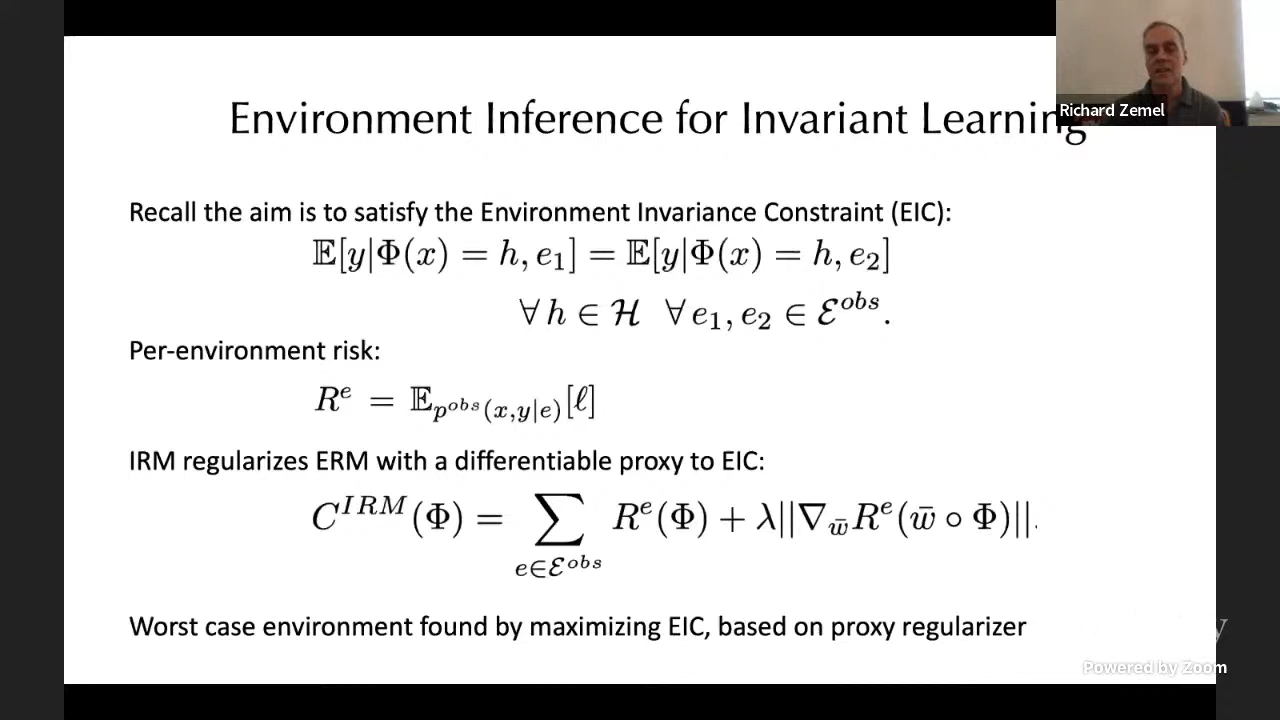 Environment Inference for Invariant Learning
Richard Zemel
Recall the aim is to satisfy the Environment Invariance Constraint (EIC):
𝔼[y|Φ(x) = h, e₁] = 𝔼[y|Φ(x) = h, e₂]
∀ h ∈ ℋ ∀ e₁, e₂ ∈ ℰᵒᵇˢ.
Per-environment risk:
Rᵉ = 𝔼_{p^{obs}(x,y|e)}[ℓ]
IRM regularizes ERM with a differentiable proxy to EIC:
C^{IRM}(Φ) = ∑_{e∈ℰ^{obs}} R^e(Φ) + λ||∇_{w̄}R^e(w̄ ∘ Φ)||.
Worst case environment found by maximizing EIC, based on proxy regularizer
Powered by Zoom